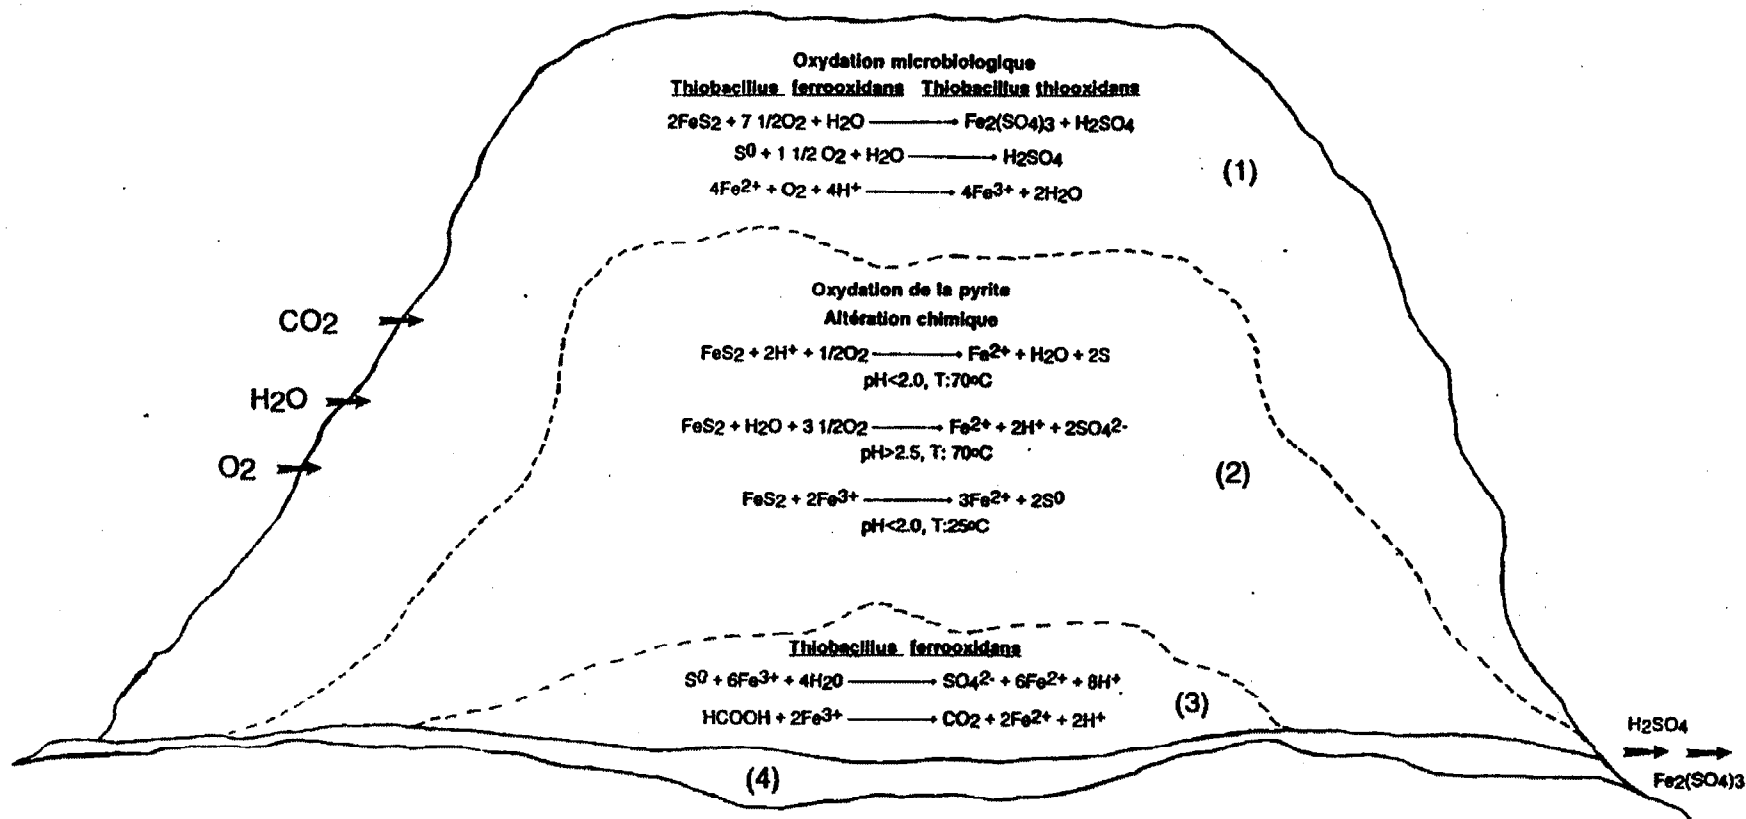 Oxydation microbiologique
Thiobacillus ferrooxidans Thiobacillus thiooxidans
2FeS2 + 7 1/2O2 + H2O → Fe2(SO4)3 + H2SO4
S0 + 1 1/2 O2 + H2O → H2SO4
(1)
4Fe2+ + O2 + 4H+ → 4Fe3+ + 2H2O
Oxydation de la pyrite
Altération chimique
CO2
FeS2 + 2H+ + 1/2O2 → Fe2+ + H2O + 2S
pH<2.0, T:70oC
H2O
FeS2 + H2O + 3 1/2O2 → Fe2+ + 2H+ + 2SO42-
pH>2.5, T: 70oC
O2
(2)
FeS2 + 2Fe3+ → 3Fe2+ + 2S0
pH<2.0, T:25oC
Thiobacillus ferrooxidans
S0 + 6Fe3+ + 4H20 → SO42- + 6Fe2+ + 8H+
(3)
HCOOH + 2Fe3+ → CO2 + 2Fe2+ + 2H+
H2SO4
(4)
Fe2(SO4)3